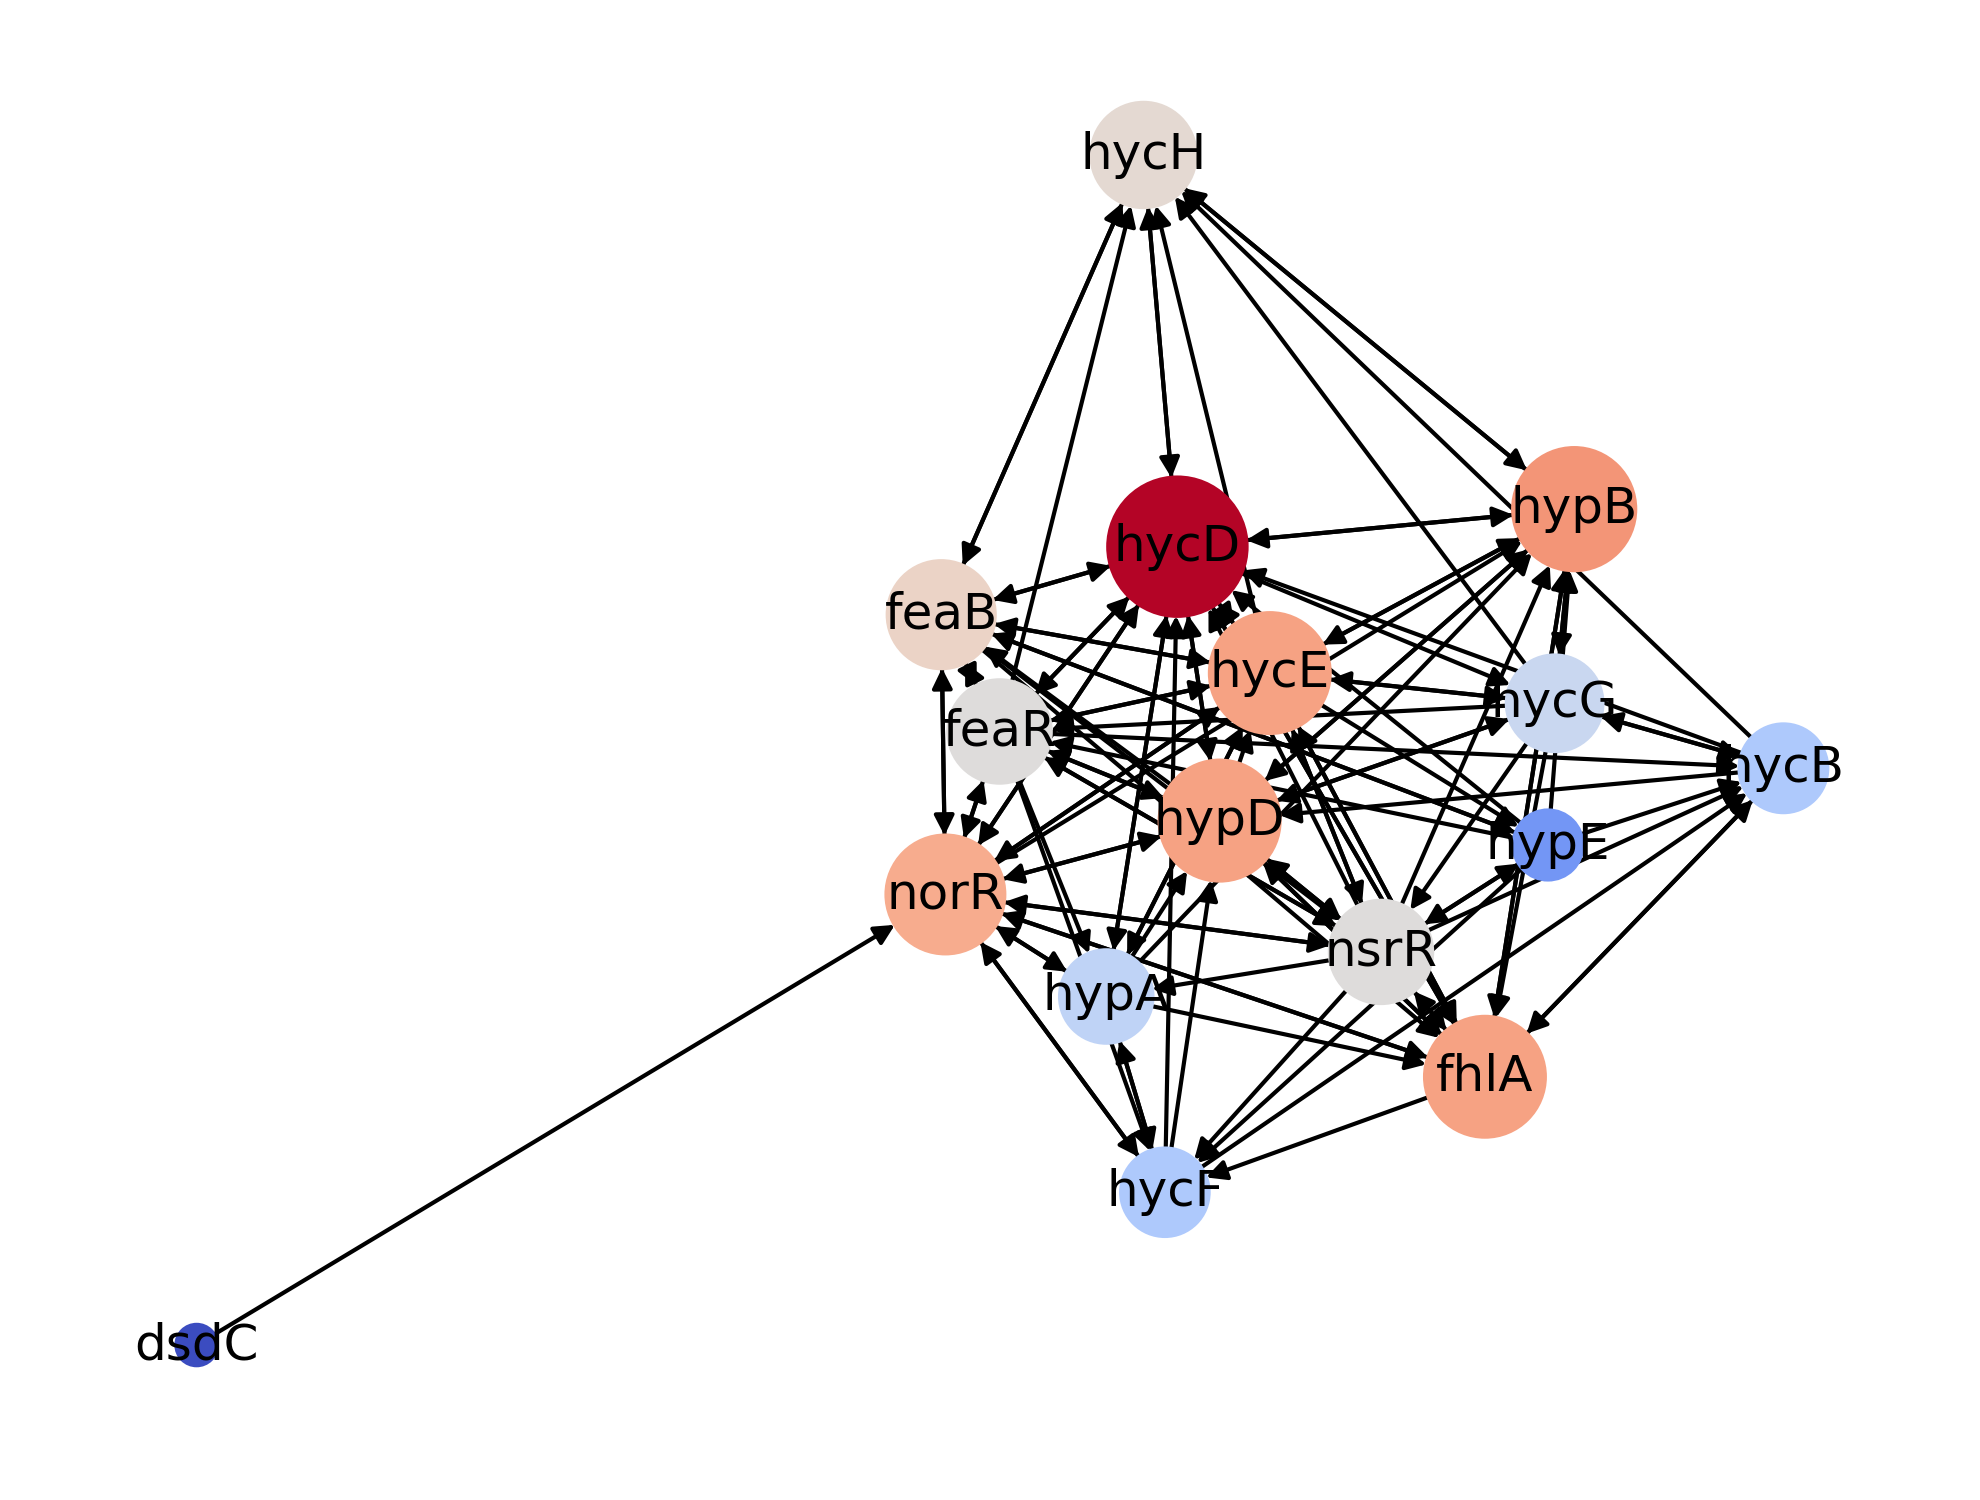 hycH
hypB
hycD
feaB
hycE
hycG
feaR
hycB
hypD
hypE
norR
nsrR
hypA
fhlA
hycF
dsdC